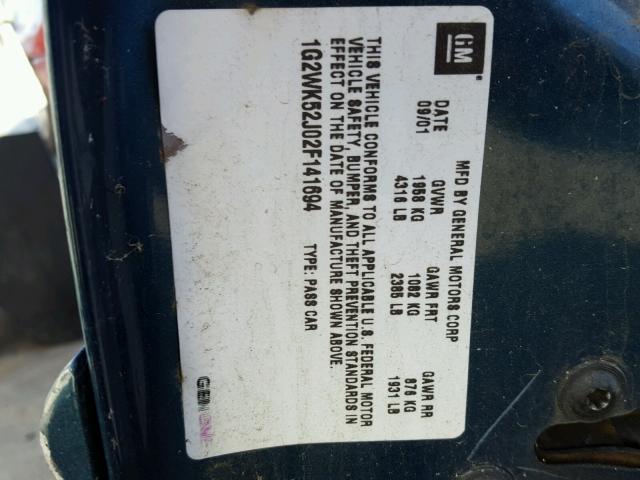 GM
MFD BY GENERAL MOTORS CORP
DATE GVWR GAWR FRT GAWR RR
09/01 1958 KG 1082 KG 876 KG
4316 LB 2385 LB 1931 LB
THIS VEHICLE CONFORMS TO ALL APPLICABLE U.S. FEDERAL MOTOR
VEHICLE SAFETY, BUMPER, AND THEFT PREVENTION STANDARDS IN
EFFECT ON THE DATE OF MANUFACTURE SHOWN ABOVE.
1G2WK52J02F141694 TYPE: PASS CAR